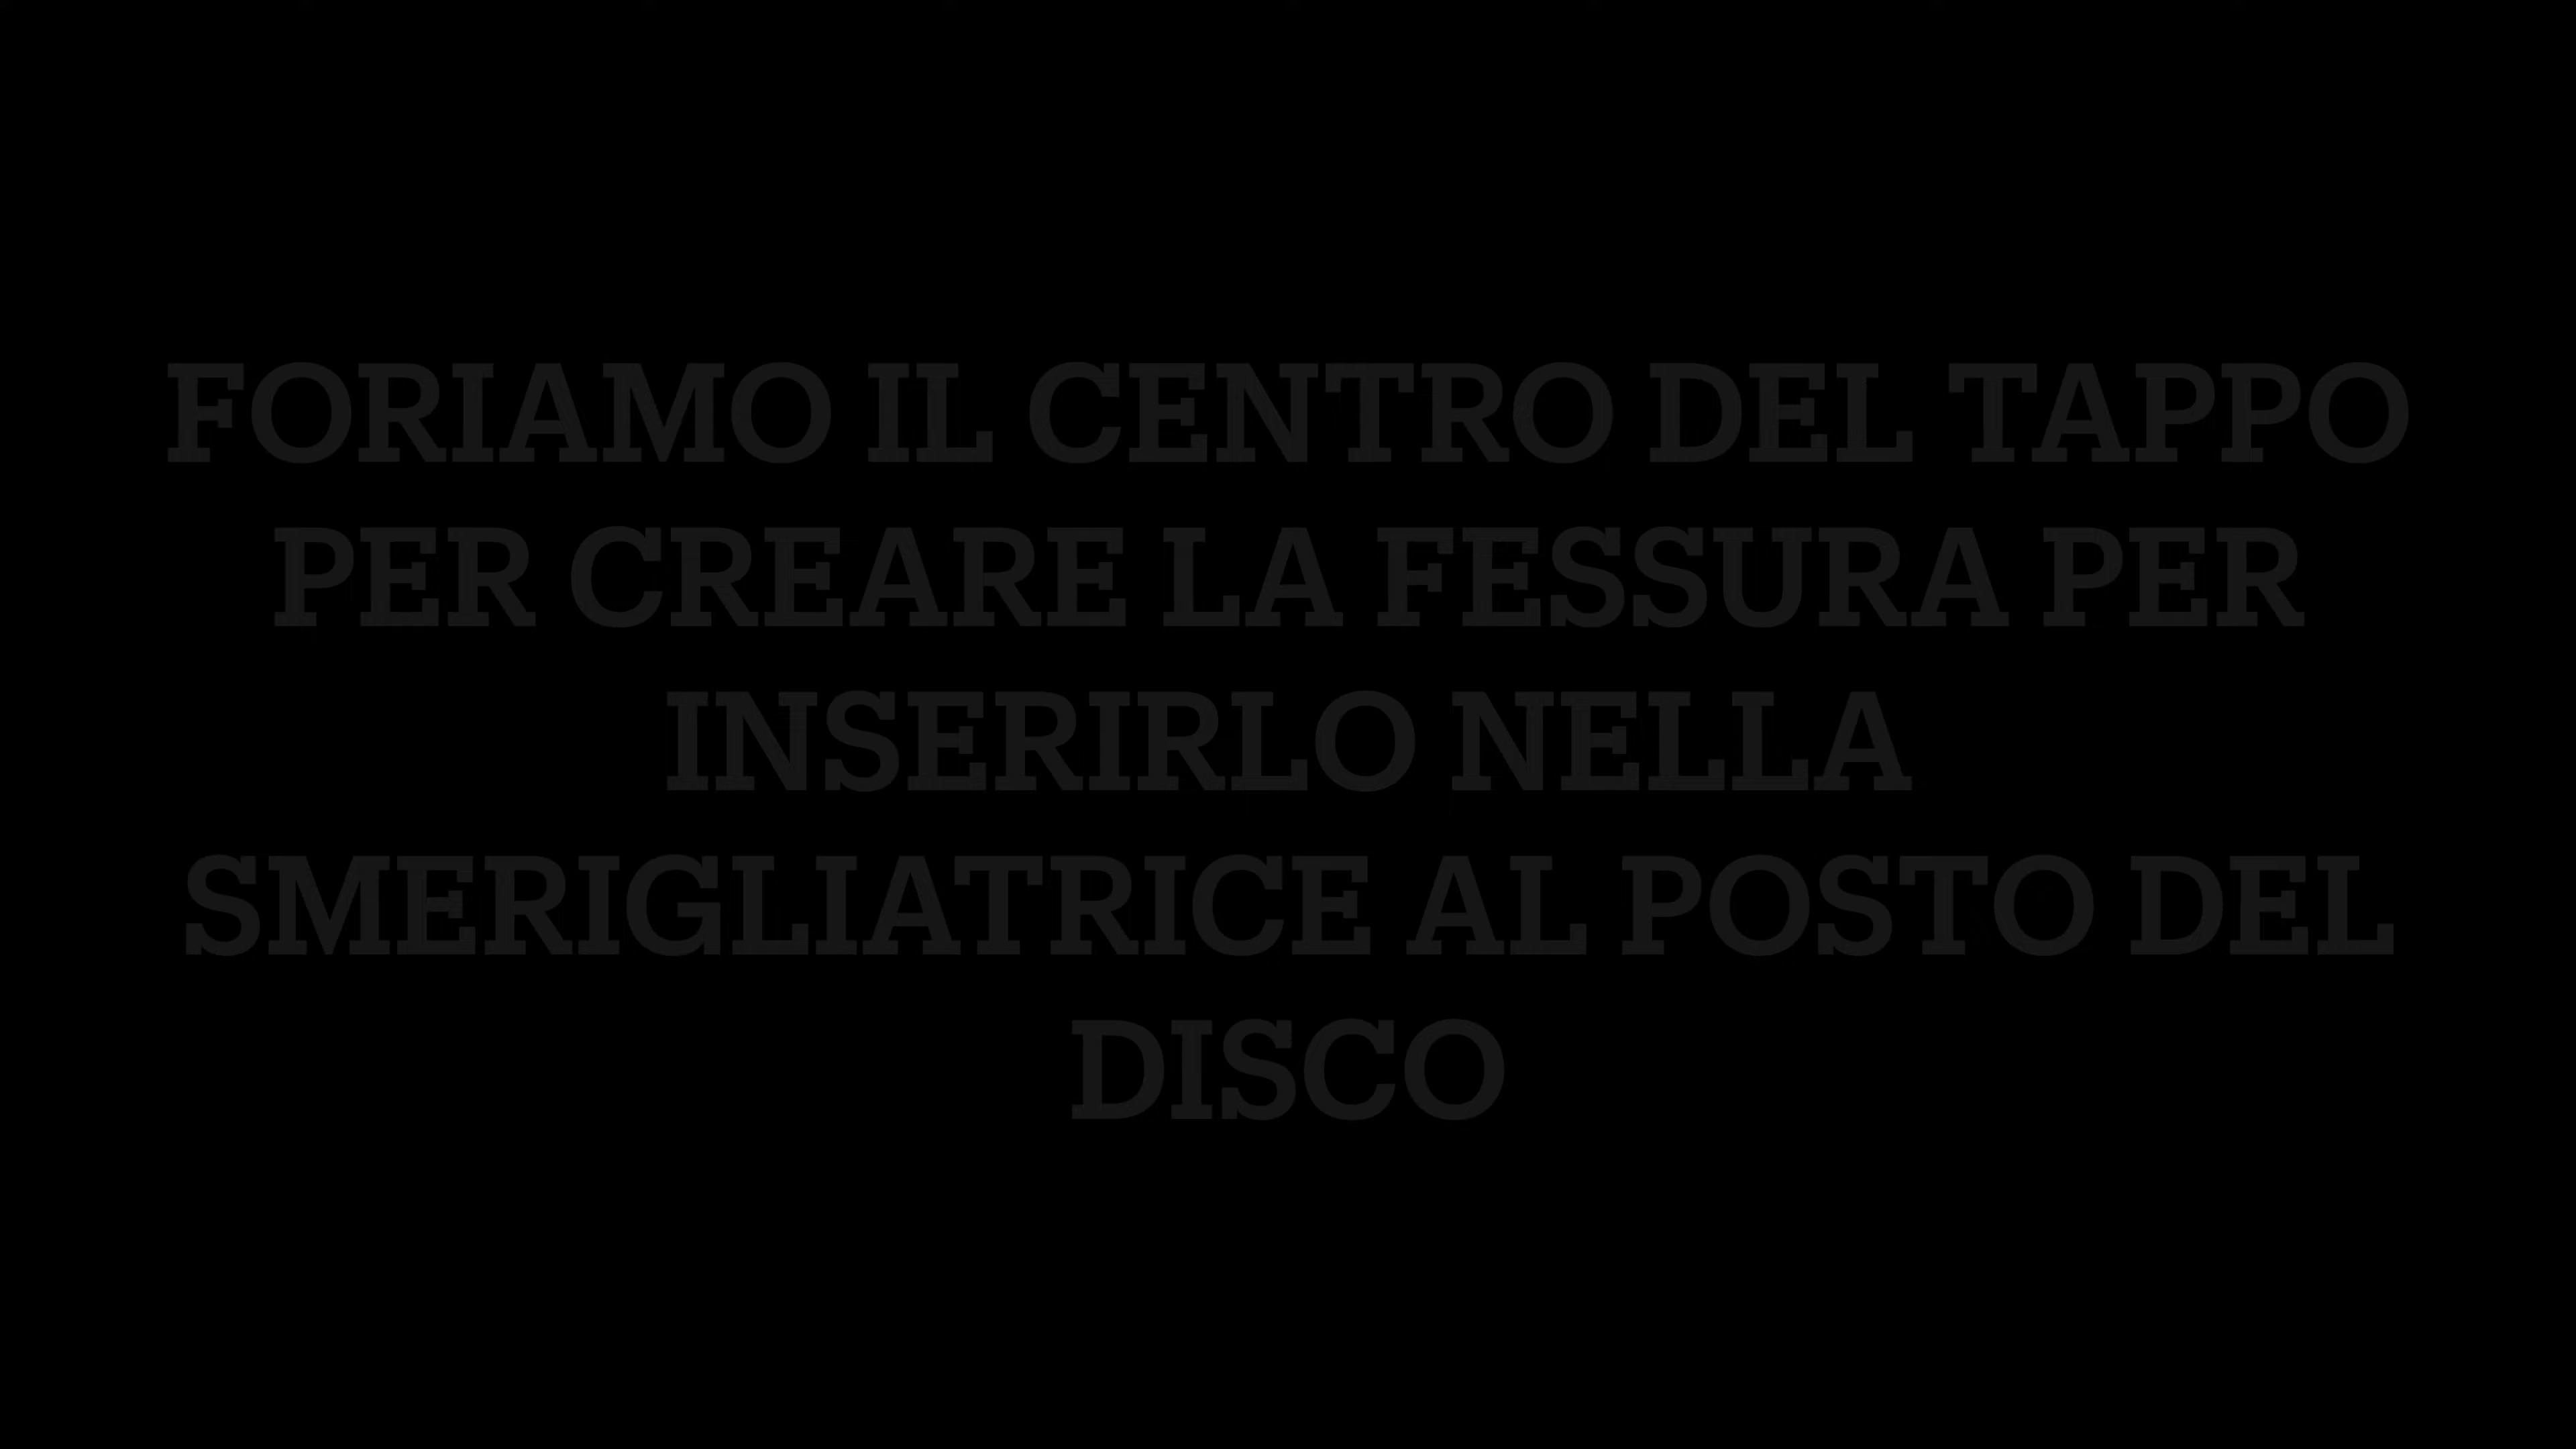 FORIAMO IL CENTRO DEL TAPPO
PER CREARE LA FESSURA PER
INSERIRLO NELLA
SMERIGLIATRICE AL POSTO DEL
DISCO